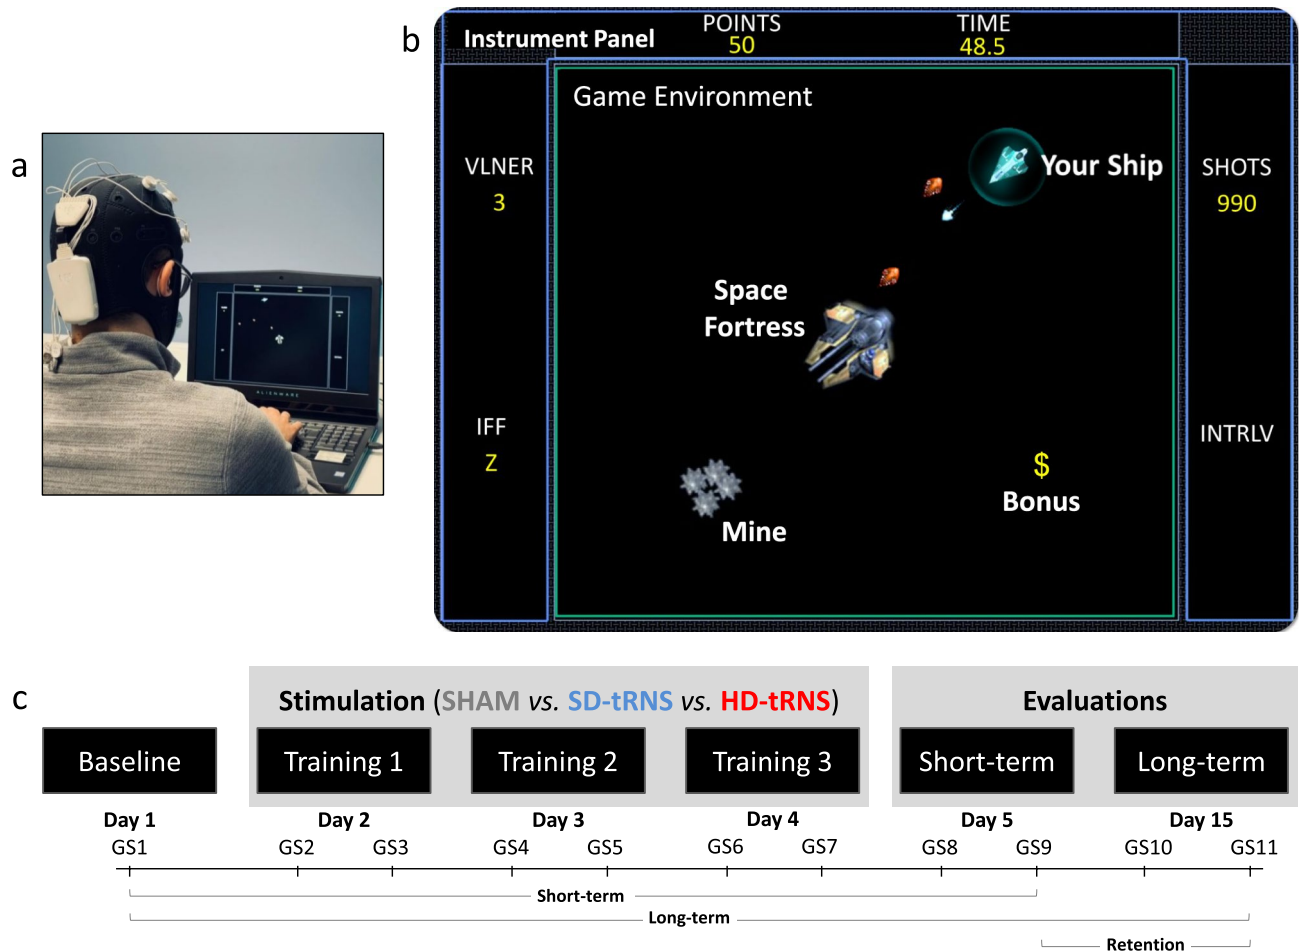 a
ALIENWARE
b
Instrument Panel
POINTS
50
TIME
48.5
Game Environment
VLNER
3
IFF
Z
Your Ship
Space
Fortress
Mine
$
Bonus
SHOTS
990
INTRLV
c
Stimulation (SHAM vs. SD-tRNS vs. HD-tRNS)
Evaluations
Baseline
Training 1
Training 2
Training 3
Short-term
Long-term
Day 1
Day 2
Day 3
Day 4
Day 5
Day 15
GS1
GS2
GS3
GS4
GS5
GS6
GS7
GS8
GS9
GS10
GS11
Short-term
Long-term
Retention